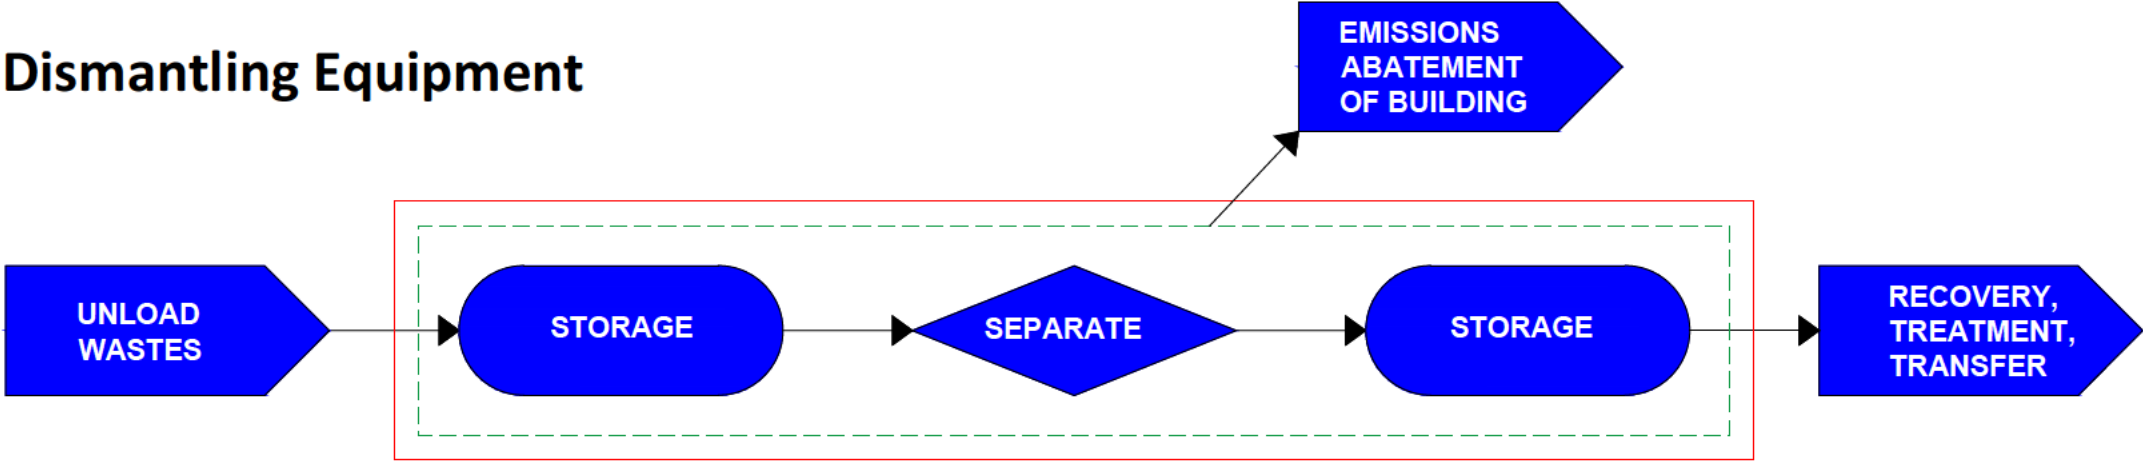 Dismantling Equipment
EMISSIONS
ABATEMENT
OF BUILDING
UNLOAD
WASTES
STORAGE
SEPARATE
STORAGE
RECOVERY,
TREATMENT,
TRANSFER